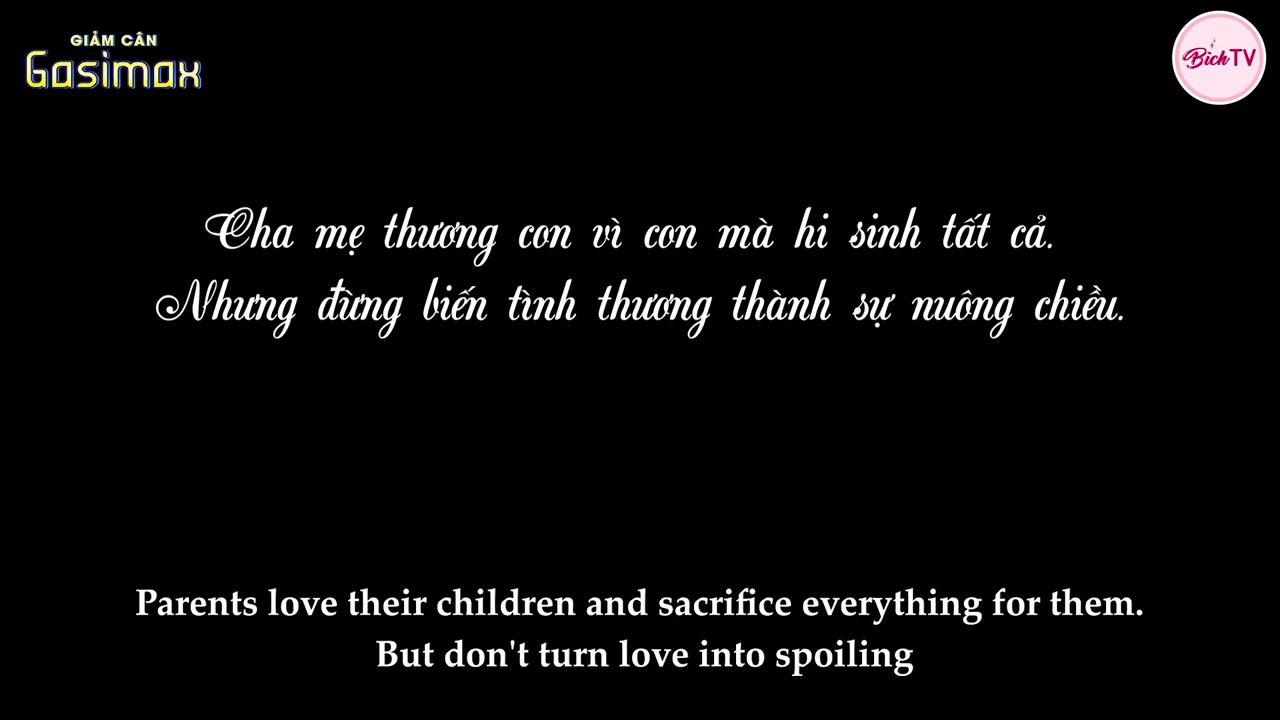 GIẢM CÂN
Gasimax
BíchTV
Cha mẹ thương con vì con mà hi sinh tất cả.
Nhưng đừng biến tình thương thành sự nuông chiều.
Parents love their children and sacrifice everything for them.
But don't turn love into spoiling